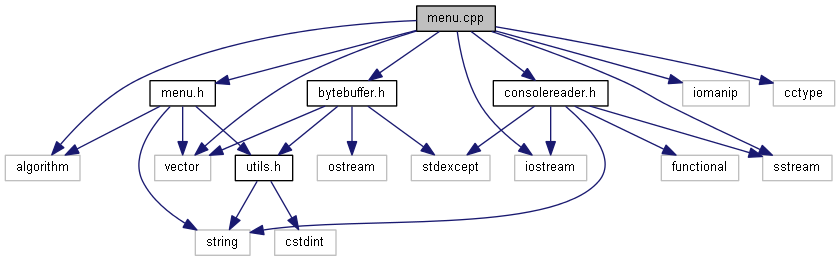 menu.cpp
menu.h
bytebuffer.h
consolereader.h
iomanip
cctype
algorithm
vector
utils.h
ostream
stdexcept
iostream
functional
sstream
string
cstdint